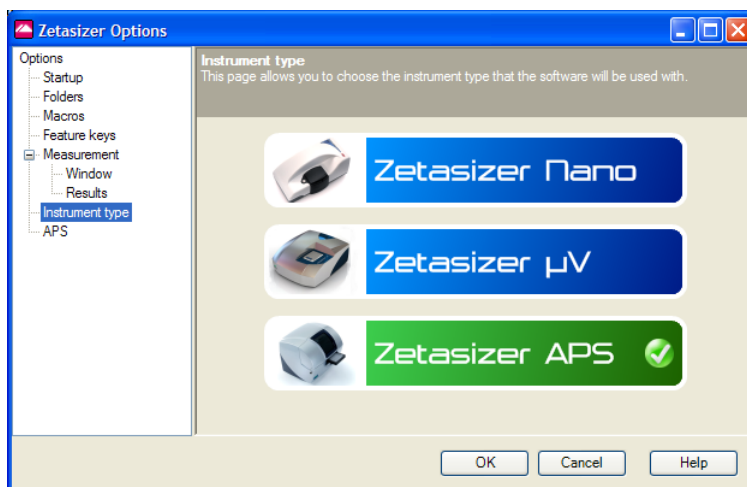 Zetasizer Options
Options
Startup
Folders
Macros
Feature keys
Measurement
Window
Results
Instrument type
APS
Instrument type
This page allows you to choose the instrument type that the software will be used with.
Zetasizer Nano
Zetasizer µV
Zetasizer APS
OK Cancel Help